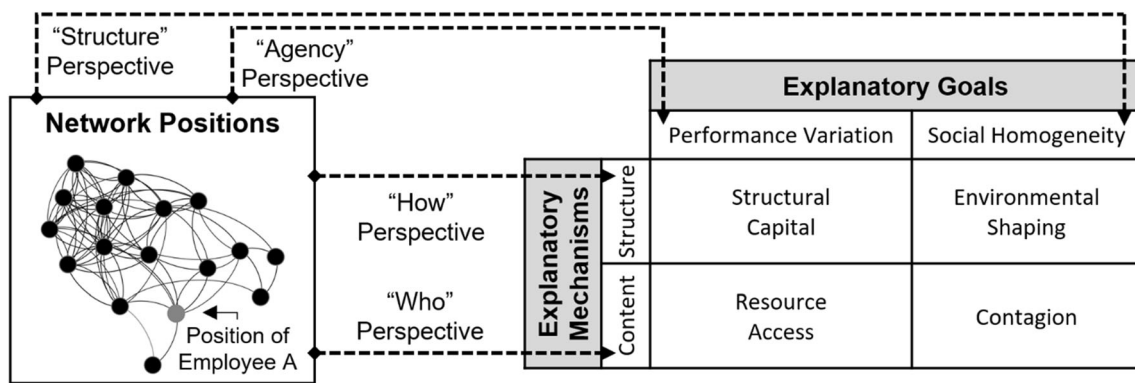 “Structure”
Perspective
“Agency”
Perspective
Explanatory Goals
Network Positions
Performance Variation
Social Homogeneity
“How”
Perspective
Explanatory
Mechanisms
Structure
Structural
Capital
Environmental
Shaping
“Who”
Perspective
Content
Resource
Access
Contagion
Position of
Employee A